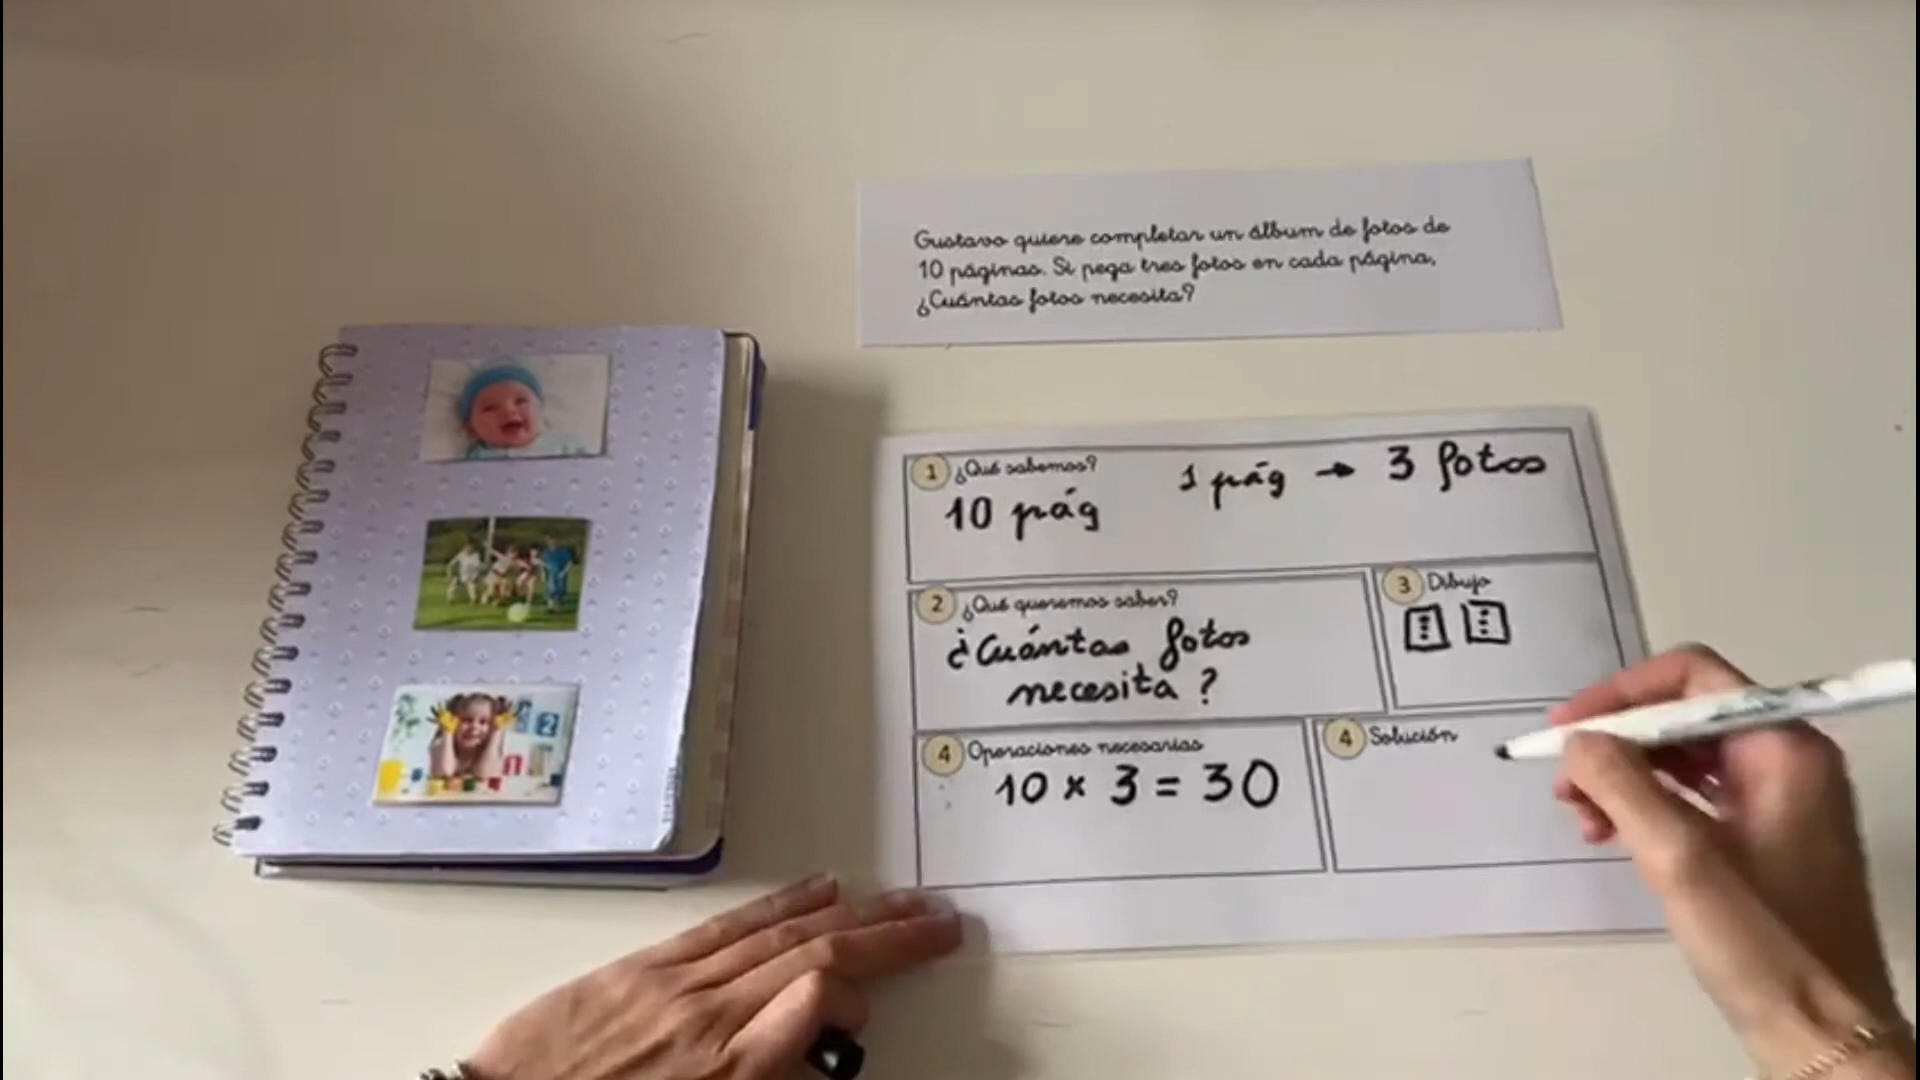 Gustavo quiere completar un álbum de fotos de
10 páginas. Si pega tres fotos en cada página,
¿Cuántas fotos necesita?
1 ¿Qué sabemos?
10 pág
1 pág → 3 fotos
2 ¿Qué queremos saber?
¿Cuántas fotos
necesita?
3 Dibujo
4 Operaciones necesarias
10 x 3 = 30
4 Solución